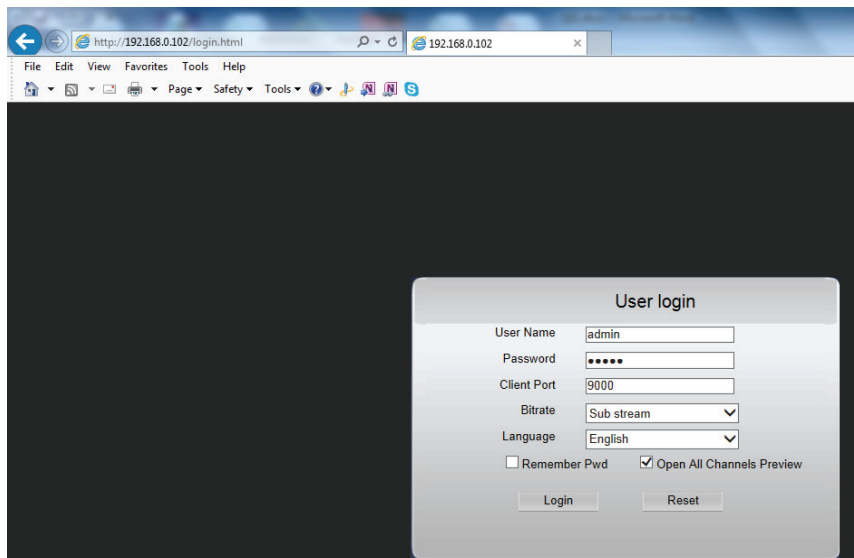 http://192.168.0.102/login.html
192.168.0.102
File Edit View Favorites Tools Help
Page Safety Tools
User login
User Name admin
Password •••••
Client Port 9000
Bitrate Sub stream
Language English
Remember Pwd Open All Channels Preview
Login Reset